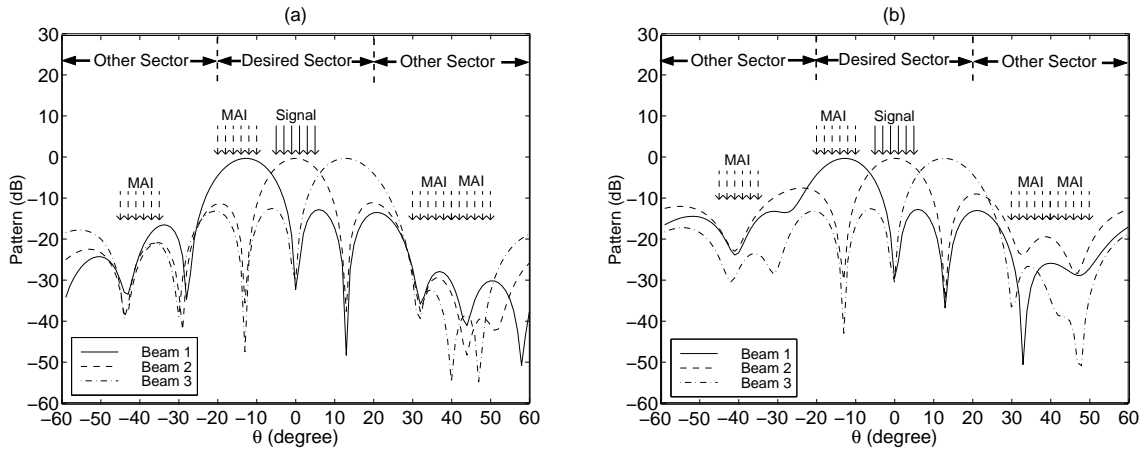 (a)
30
20
10
0
−10
−20
−30
−40
−50
−60
Pattern (dB)
Other Sector Desired Sector Other Sector
MAI Signal
MAI MAI MAI
Beam 1
Beam 2
Beam 3
−60 −50 −40 −30 −20 −10 0 10 20 30 40 50 60
θ (degree)
(b)
30
20
10
0
−10
−20
−30
−40
−50
−60
Pattern (dB)
Other Sector Desired Sector Other Sector
MAI Signal
MAI
MAI MAI
Beam 1
Beam 2
Beam 3
−60 −50 −40 −30 −20 −10 0 10 20 30 40 50 60
θ (degree)